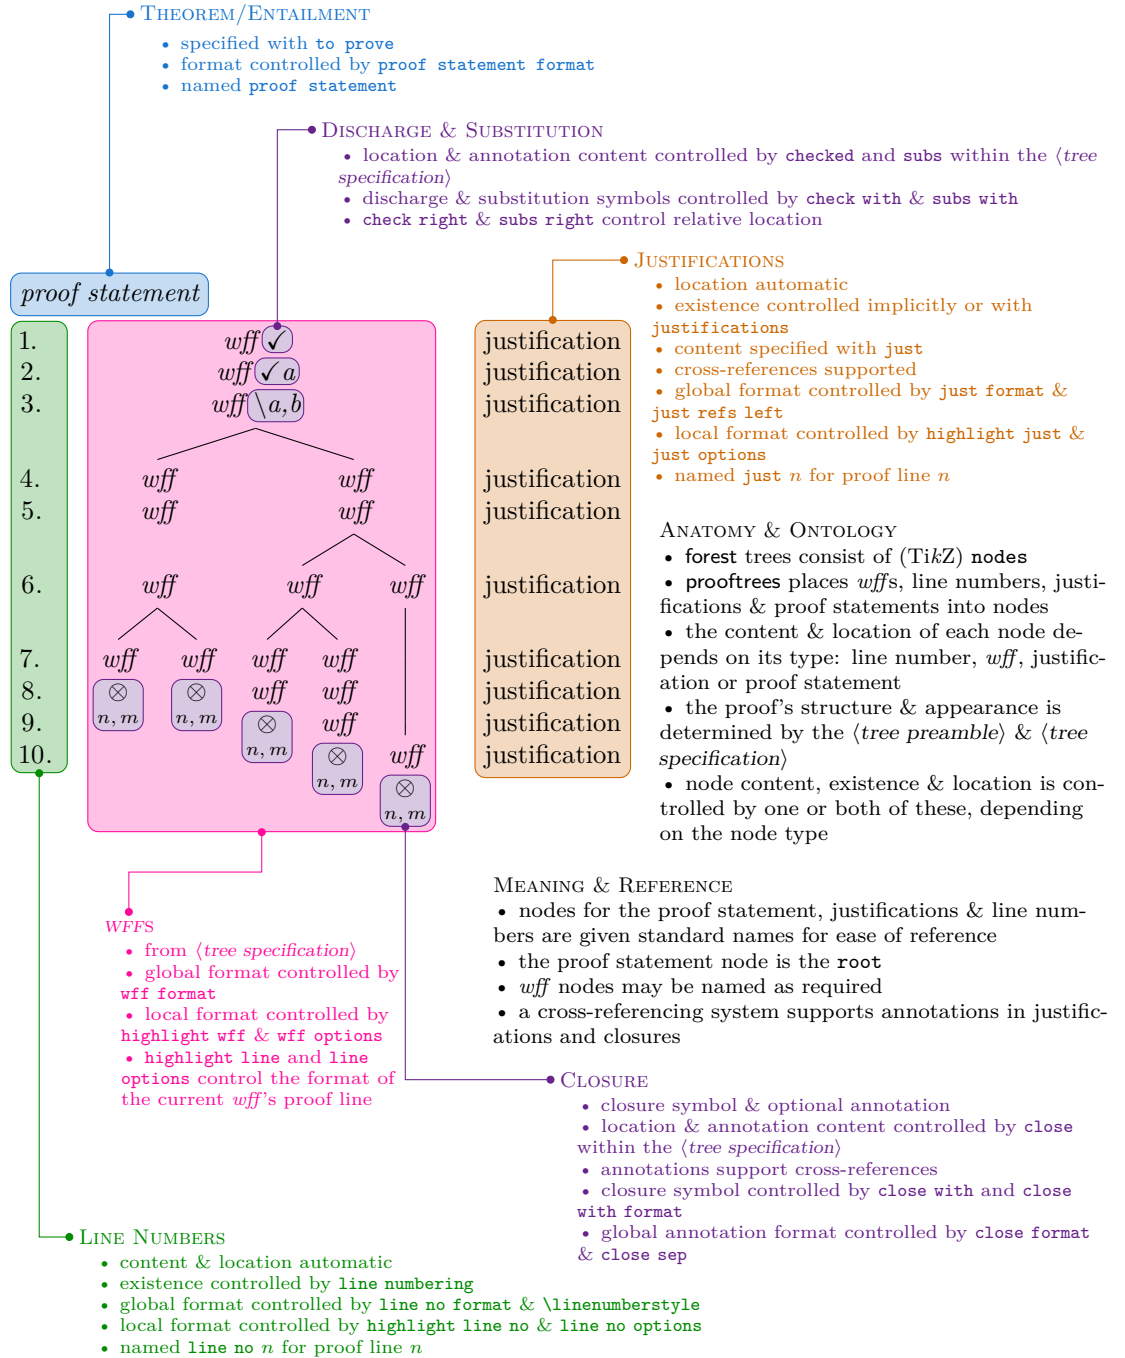 THEOREM/ENTAILMENT
• specified with to prove
• format controlled by proof statement format
• named proof statement
DISCHARGE & SUBSTITUTION
• location & annotation content controlled by checked and subs within the ⟨tree
specification⟩
• discharge & substitution symbols controlled by check with & subs with
• check right & subs right control relative location
proof statement
1. wff ✓ justification
2. wff ✓ a justification
3. wff \a,b justification
4. wff wff justification
5. wff wff justification
6. wff wff wff justification
7. wff wff wff wff justification
8. ⊗ ⊗ wff wff justification
n, m n, m
9. ⊗ wff justification
n, m
10. ⊗ wff justification
n, m
⊗
n, m
JUSTIFICATIONS
• location automatic
• existence controlled implicitly or with
justifications
• content specified with just
• cross-references supported
• global format controlled by just format &
just refs left
• local format controlled by highlight just &
just options
• named just n for proof line n
ANATOMY & ONTOLOGY
• forest trees consist of (TikZ) nodes
• prooftrees places wffs, line numbers, justi-
fications & proof statements into nodes
• the content & location of each node de-
pends on its type: line number, wff, justific-
ation or proof statement
• the proof's structure & appearance is
determined by the ⟨tree preamble⟩ & ⟨tree
specification⟩
• node content, existence & location is con-
trolled by one or both of these, depending
on the node type
MEANING & REFERENCE
• nodes for the proof statement, justifications & line num-
bers are given standard names for ease of reference
• the proof statement node is the root
• wff nodes may be named as required
• a cross-referencing system supports annotations in justific-
ations and closures
WFFS
• from ⟨tree specification⟩
• global format controlled by
wff format
• local format controlled by
highlight wff & wff options
• highlight line and line
options control the format of
the current wff's proof line
CLOSURE
• closure symbol & optional annotation
• location & annotation content controlled by close
within the ⟨tree specification⟩
• annotations support cross-references
• closure symbol controlled by close with and close
with format
• global annotation format controlled by close format
& close sep
LINE NUMBERS
• content & location automatic
• existence controlled by line numbering
• global format controlled by line no format & \linenumberstyle
• local format controlled by highlight line no & line no options
• named line no n for proof line n